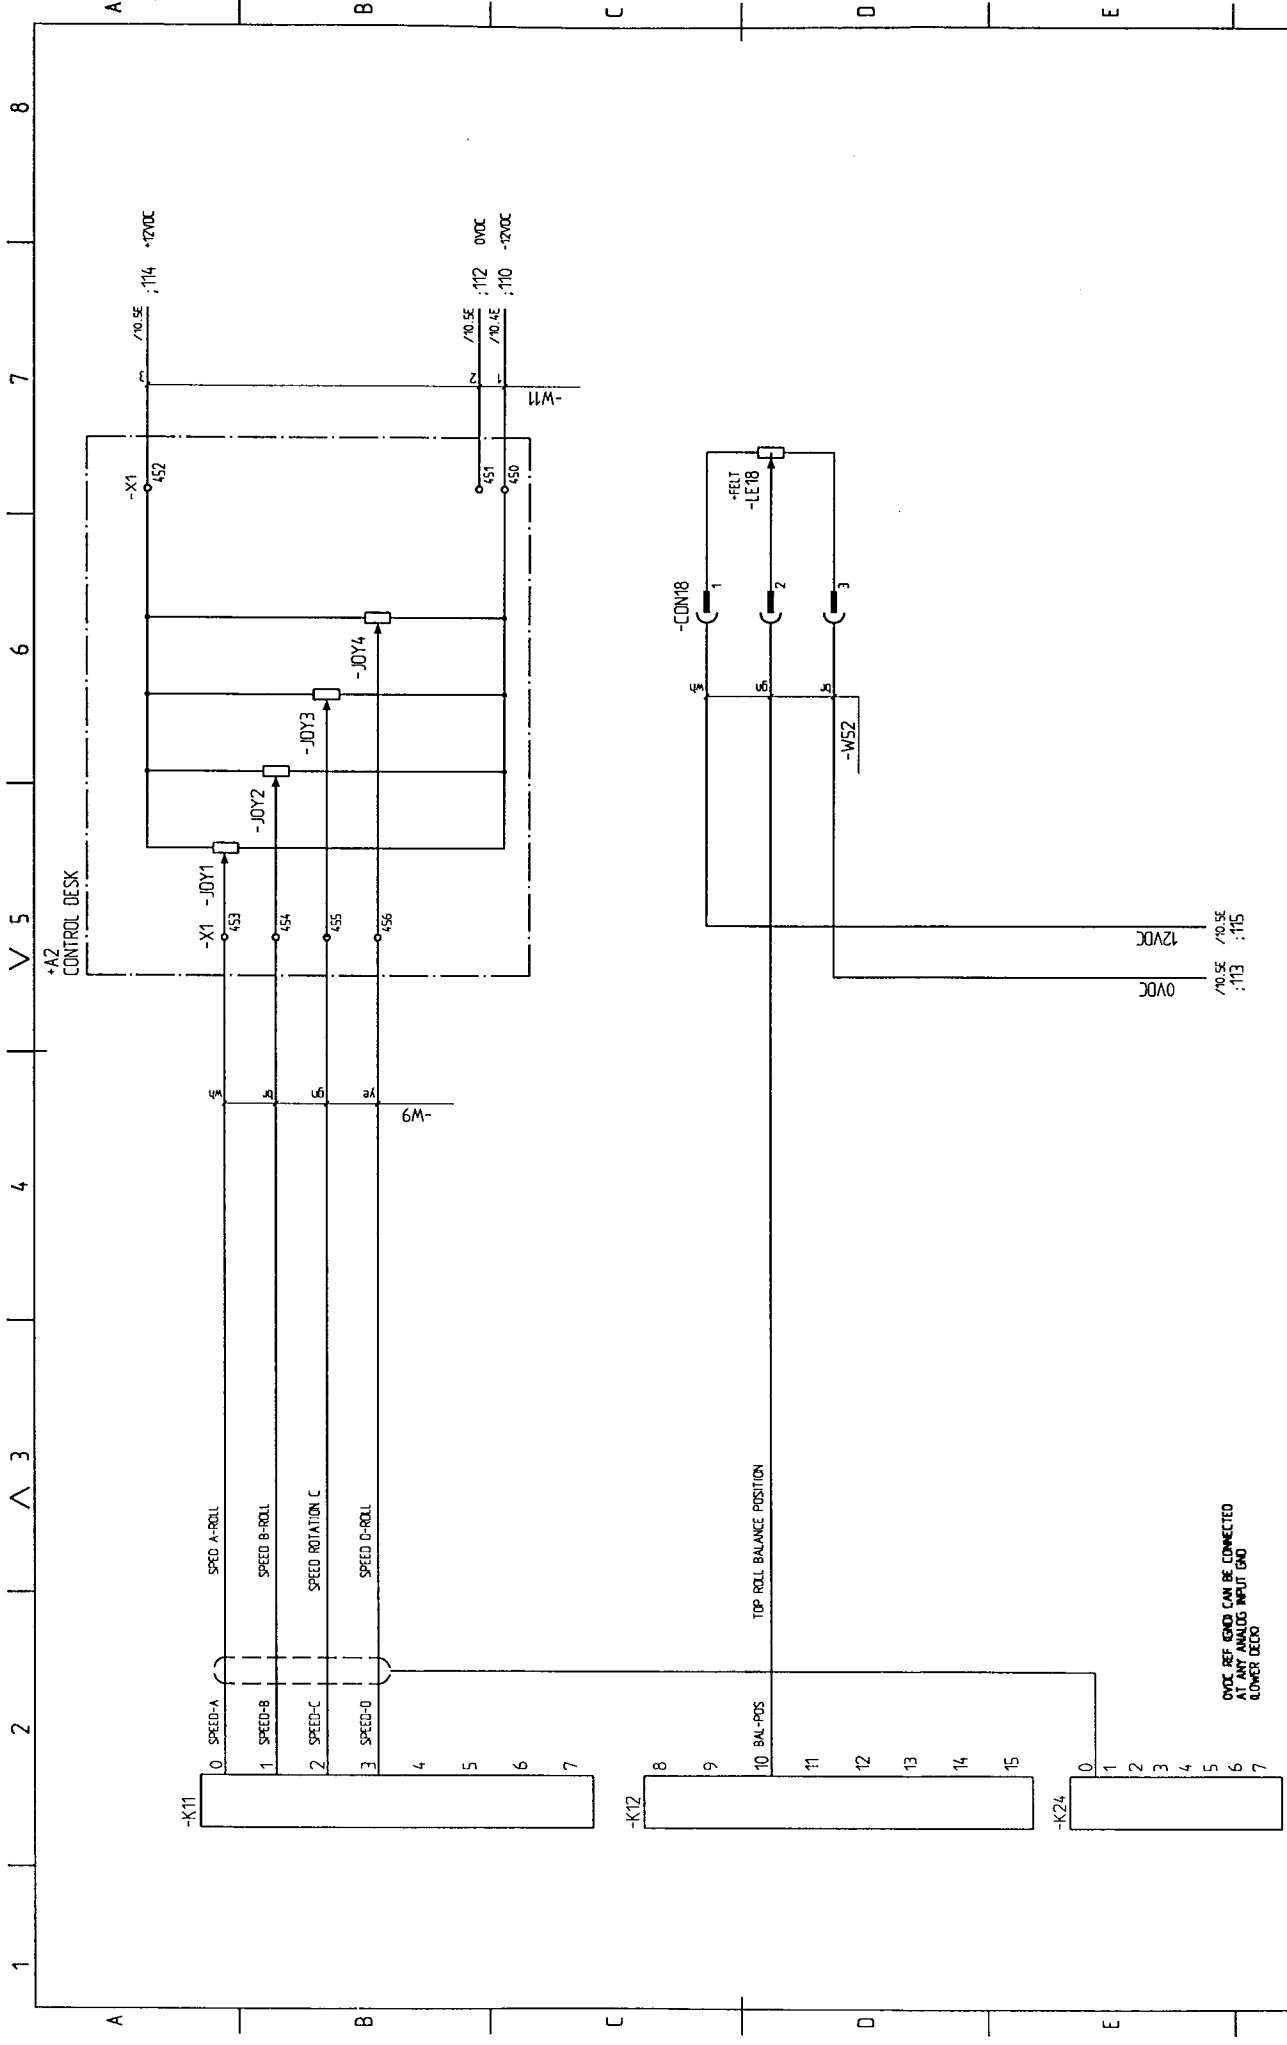 1
2
3
4
5
6
7
8
A
B
C
D
E
A
B
C
D
E
+A2
CONTROL DESK
-X1
452
3
/10.5E
:114
+12VDC
451
2
/10.5E
:112
0VDC
450
1
/10.4E
:110
-12VDC
-W11
-JOY1
-JOY2
-JOY3
-JOY4
-X1
453
454
455
456
wh
br
gn
ye
-W9
-K11
0
SPEED-A
SPED A-ROLL
1
SPEED-B
SPEED B-ROLL
2
SPEED-C
SPEED ROTATION C
3
SPEED-D
SPEED D-ROLL
4
5
6
7
-K12
8
9
10
BAL-POS
TOP ROLL BALANCE POSITION
11
12
13
14
15
-CON18
1
2
3
+FELT
-LE18
wh
gn
-W52
12VDC
/10.5E
:115
0VDC
/10.5E
:113
-K24
0
1
2
3
4
5
6
7
0VDC REF (GND) CAN BE CONNECTED
AT ANY ANALOG INPUT GND
(LOWER DECK)